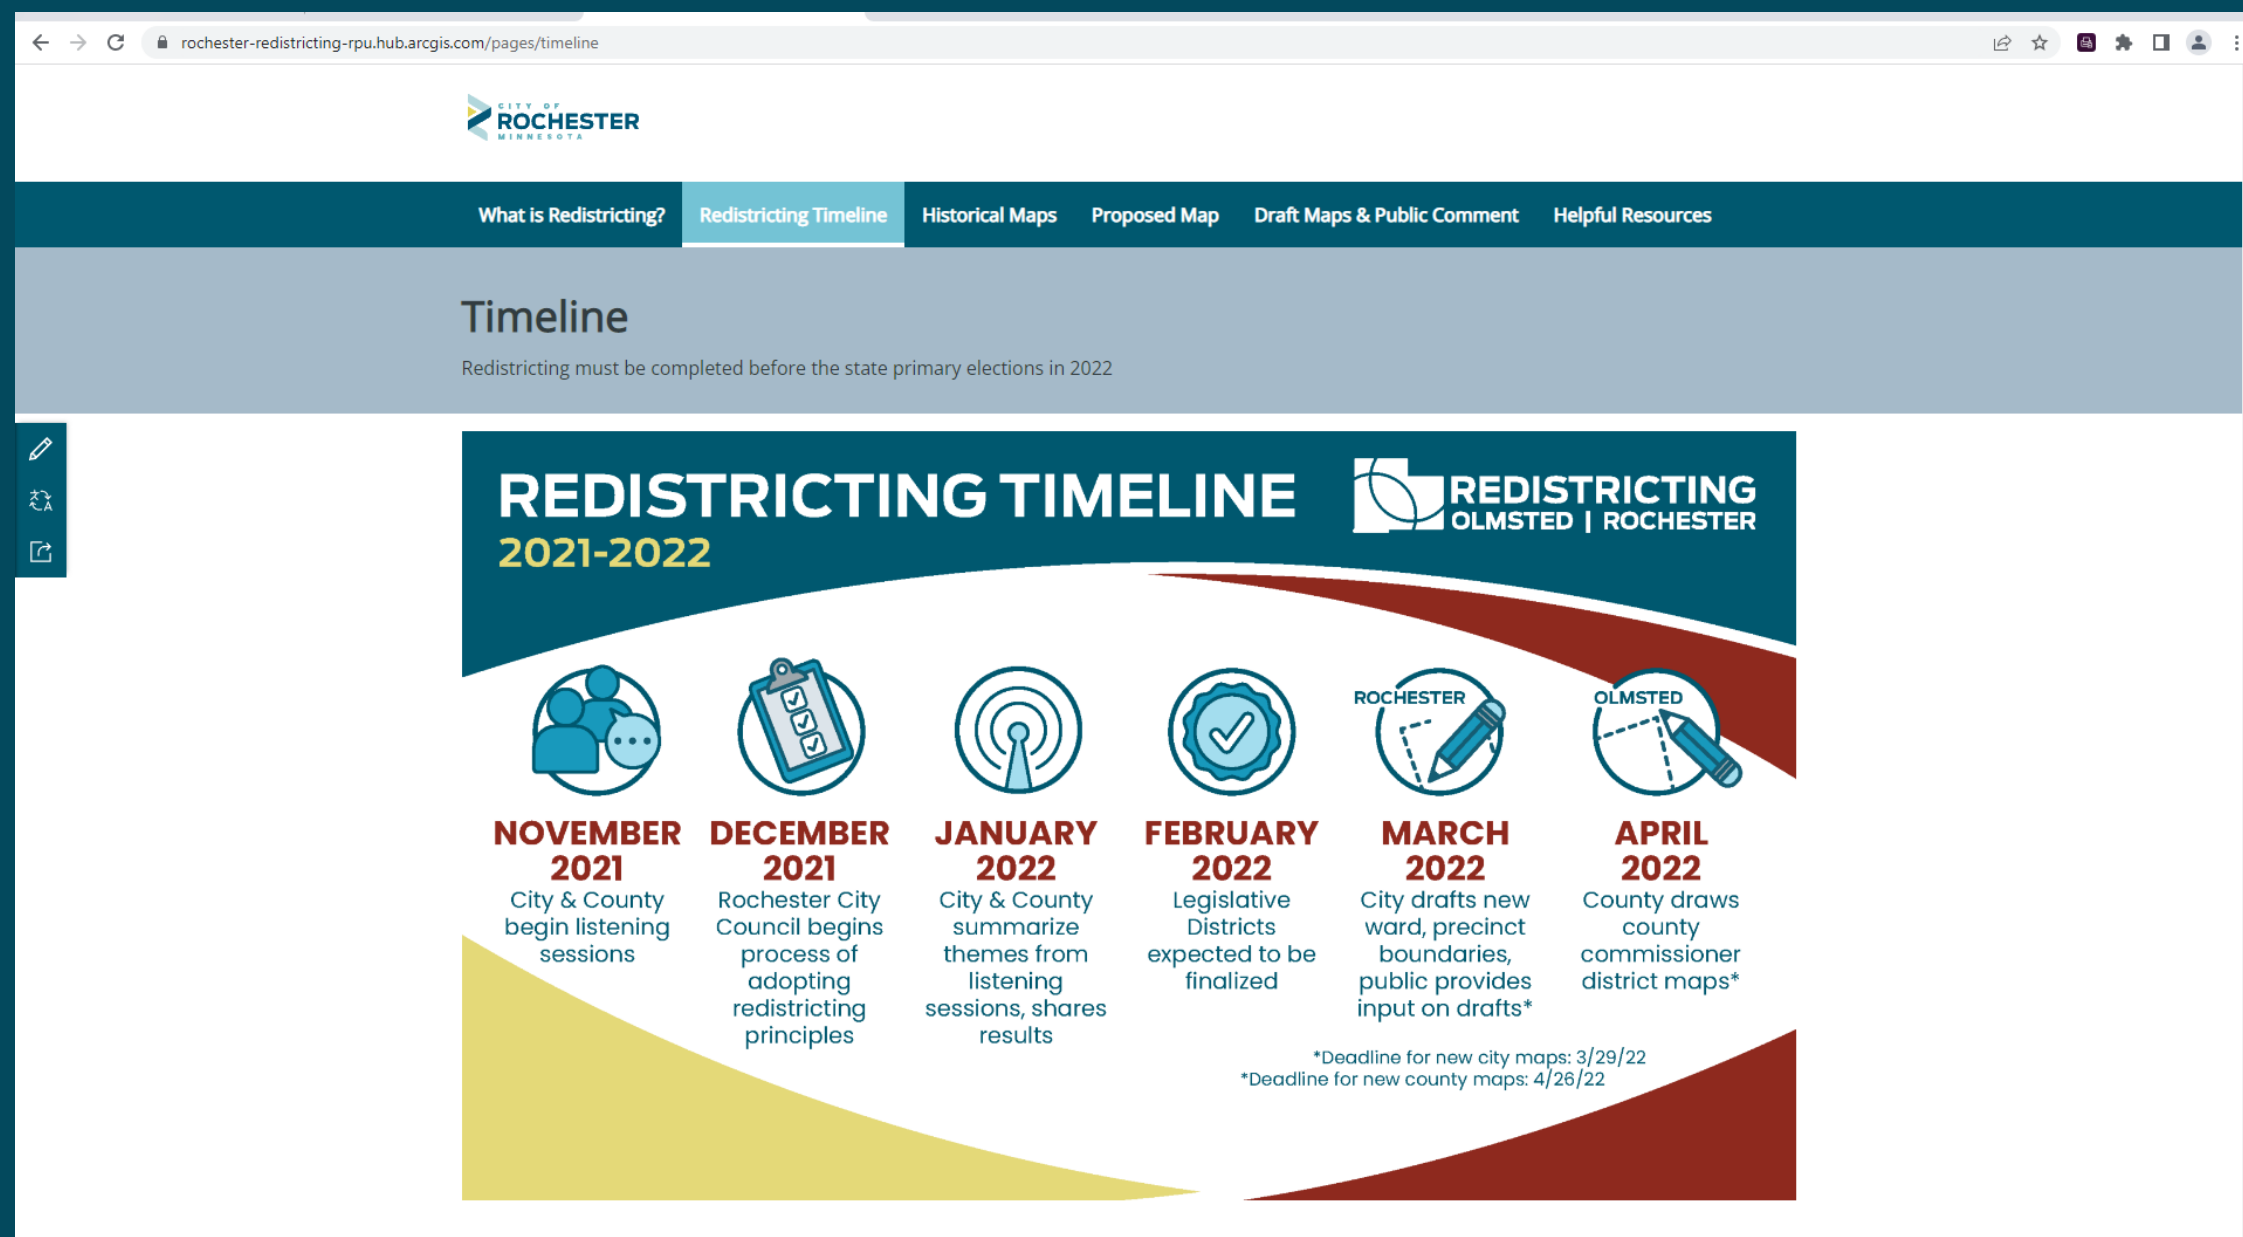 rochester-redistricting-rpu.hub.arcgis.com/pages/timeline
CITY OF
ROCHESTER
MINNESOTA
What is Redistricting? Redistricting Timeline Historical Maps Proposed Map Draft Maps & Public Comment Helpful Resources
Timeline
Redistricting must be completed before the state primary elections in 2022
REDISTRICTING TIMELINE
2021-2022
REDISTRICTING
OLMSTED | ROCHESTER
NOVEMBER
2021
City & County
begin listening
sessions
DECEMBER
2021
Rochester City
Council begins
process of
adopting
redistricting
principles
JANUARY
2022
City & County
summarize
themes from
listening
sessions, shares
results
FEBRUARY
2022
Legislative
Districts
expected to be
finalized
ROCHESTER
MARCH
2022
City drafts new
ward, precinct
boundaries,
public provides
input on drafts*
OLMSTED
APRIL
2022
County draws
county
commissioner
district maps*
*Deadline for new city maps: 3/29/22
*Deadline for new county maps: 4/26/22